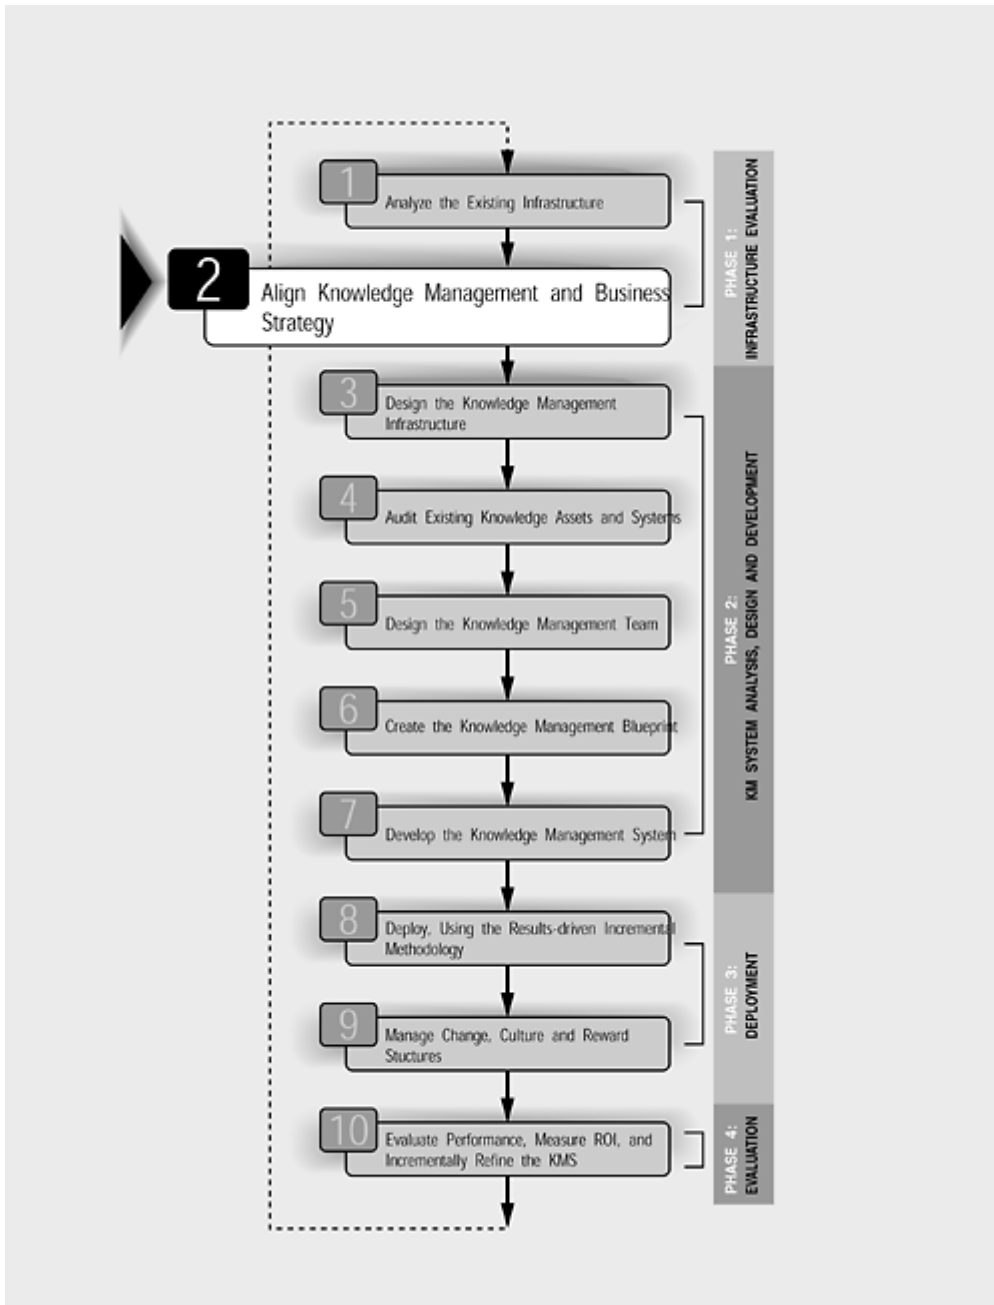 1
Analyze the Existing Infrastructure
2
Align Knowledge Management and Business
Strategy
3
Design the Knowledge Management
Infrastructure
4
Audit Existing Knowledge Assets and Systems
5
Design the Knowledge Management Team
6
Create the Knowledge Management Blueprint
7
Develop the Knowledge Management System
8
Deploy, Using the Results-driven Incremental
Methodology
9
Manage Change, Culture and Reward
Stuctures
10
Evaluate Performance, Measure ROI, and
Incrementally Refine the KMS
PHASE 1:
INFRASTRUCTURE EVALUATION
PHASE 2:
KM SYSTEM ANALYSIS, DESIGN AND DEVELOPMENT
PHASE 3:
DEPLOYMENT
PHASE 4:
EVALUATION